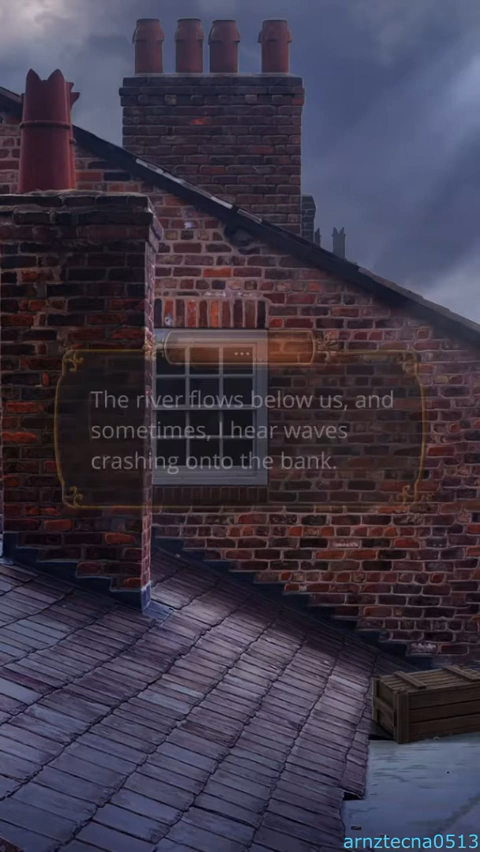 ...
The river flows below us, and
sometimes, I hear waves
crashing onto the bank.
arnztecna0513